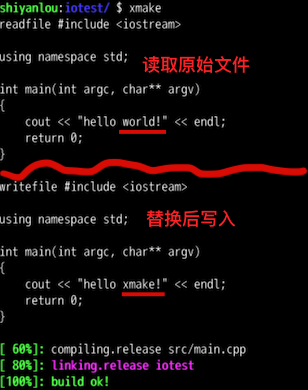 shiyanlou:iotest/ $ xmake
readfile #include <iostream>
using namespace std;
读取原始文件
int main(int argc, char** argv)
{
cout << "hello world!" << endl;
return 0;
}
writefile #include <iostream>
using namespace std;
替换后写入
int main(int argc, char** argv)
{
cout << "hello xmake!" << endl;
return 0;
}
[ 60%]: compiling.release src/main.cpp
[ 80%]: linking.release iotest
[100%]: build ok!